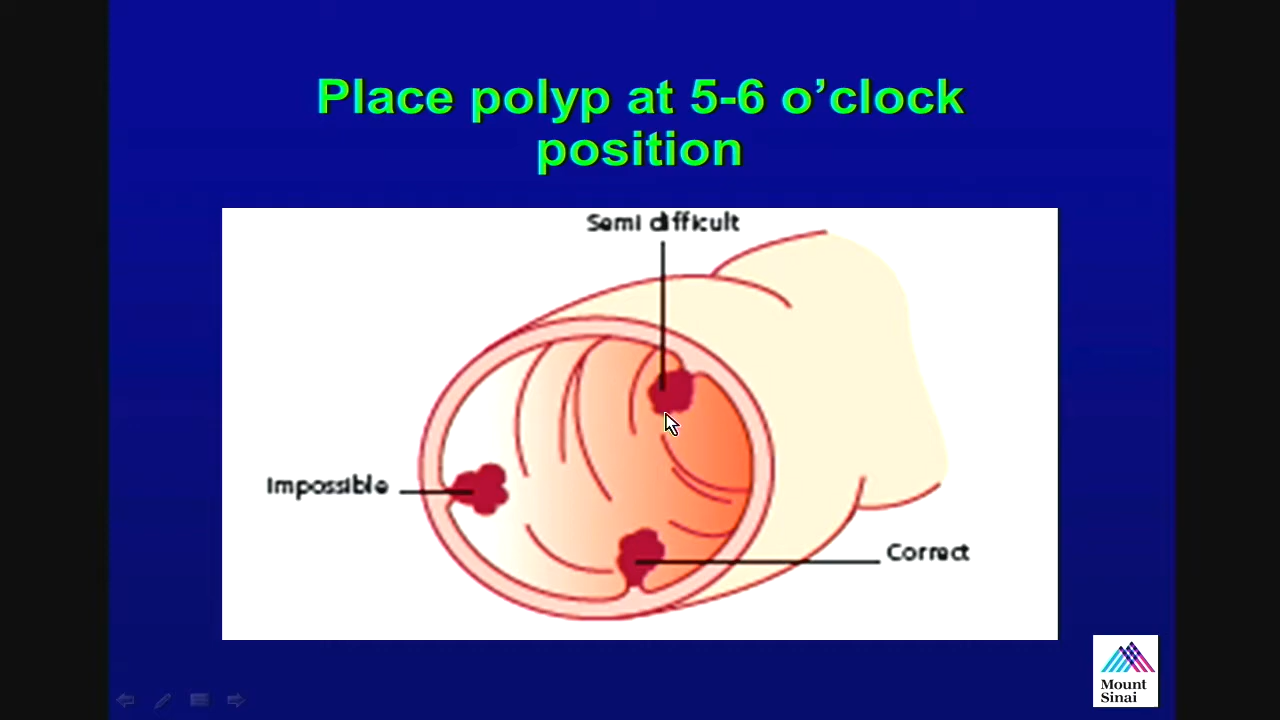 Place polyp at 5-6 o’clock
position
Semi difficult
Impossible
Correct
Mount
Sinai